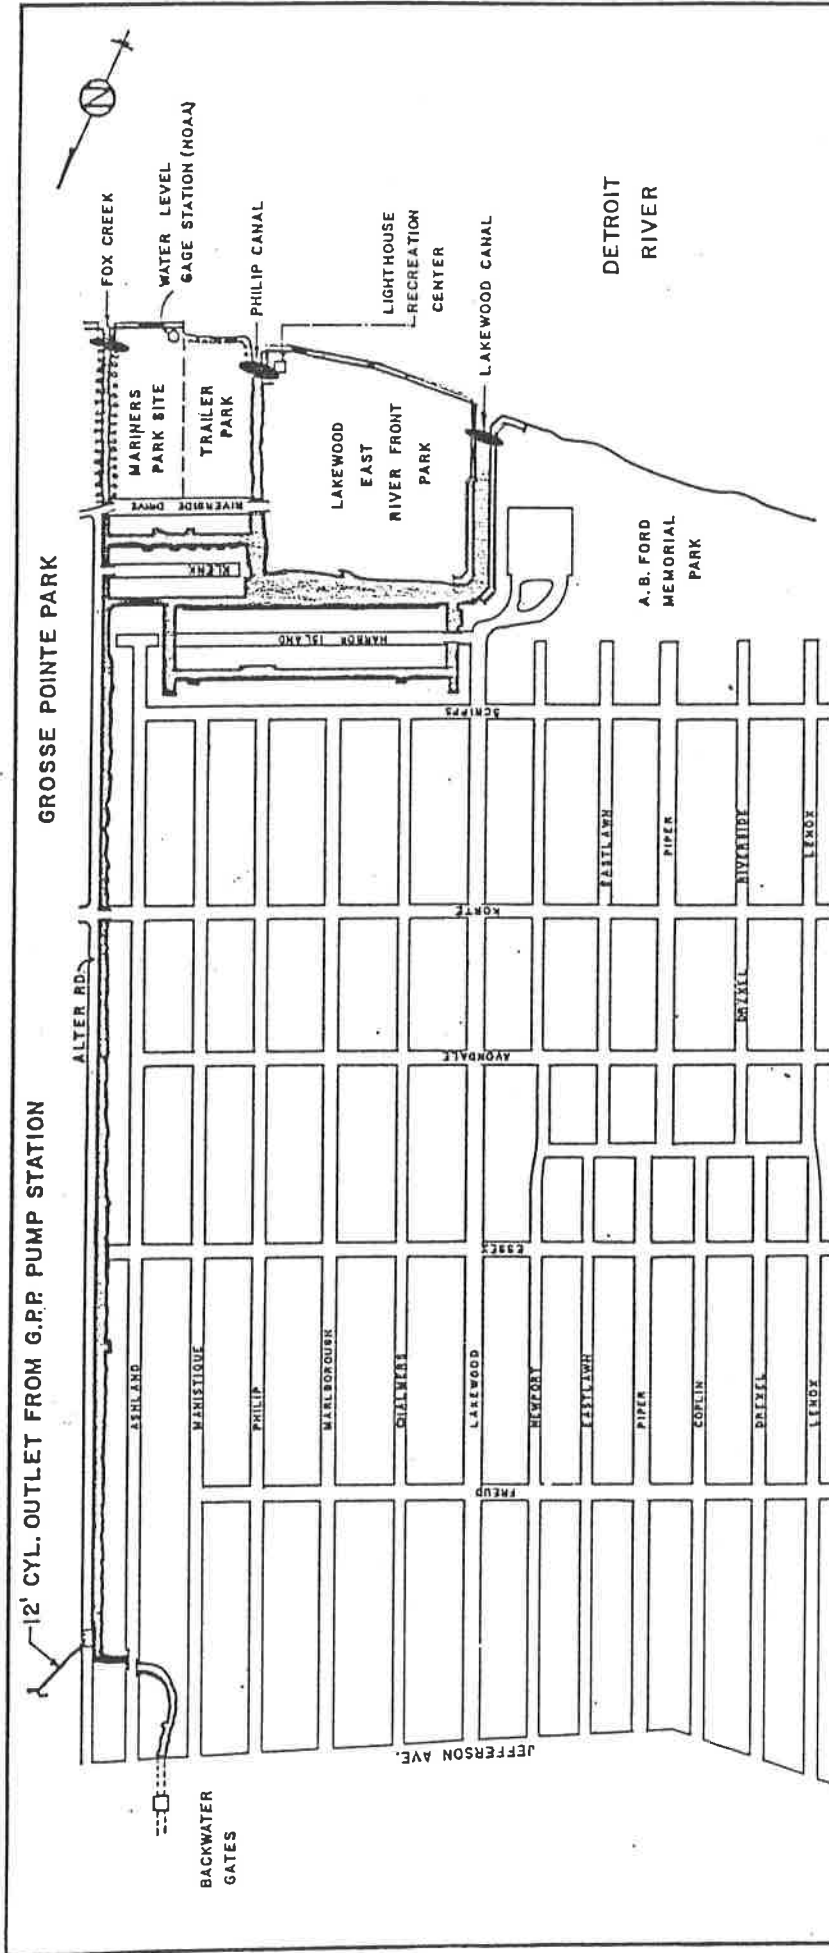 12' CYL. OUTLET FROM G.P.P. PUMP STATION
GROSSE POINTE PARK
N
ALTER RD.
FOX CREEK
WATER LEVEL
GAGE STATION (NOAA)
PHILIP CANAL
LIGHTHOUSE
RECREATION
CENTER
LAKEWOOD CANAL
DETROIT
RIVER
MARINERS
PARK SITE
TRAILER
PARK
LAKEWOOD
EAST
RIVER FRONT
PARK
RIVERSIDE DRIVE
KLENK
HARBOR ISLAND
A.B. FORD
MEMORIAL
PARK
SCRIPPS
EASTLAWN
PIPER
RIVERSIDE
LENOX
KORTE
DREXEL
AVONDALE
ESSEX
ASHLAND
MANISTIQUE
PHILIP
MARLBOROUGH
CHALMERS
LAKEWOOD
NEWPORT
EASTLAWN
PIPER
COPLIN
DREXEL
LENOX
FREUD
JEFFERSON AVE.
BACKWATER
GATES